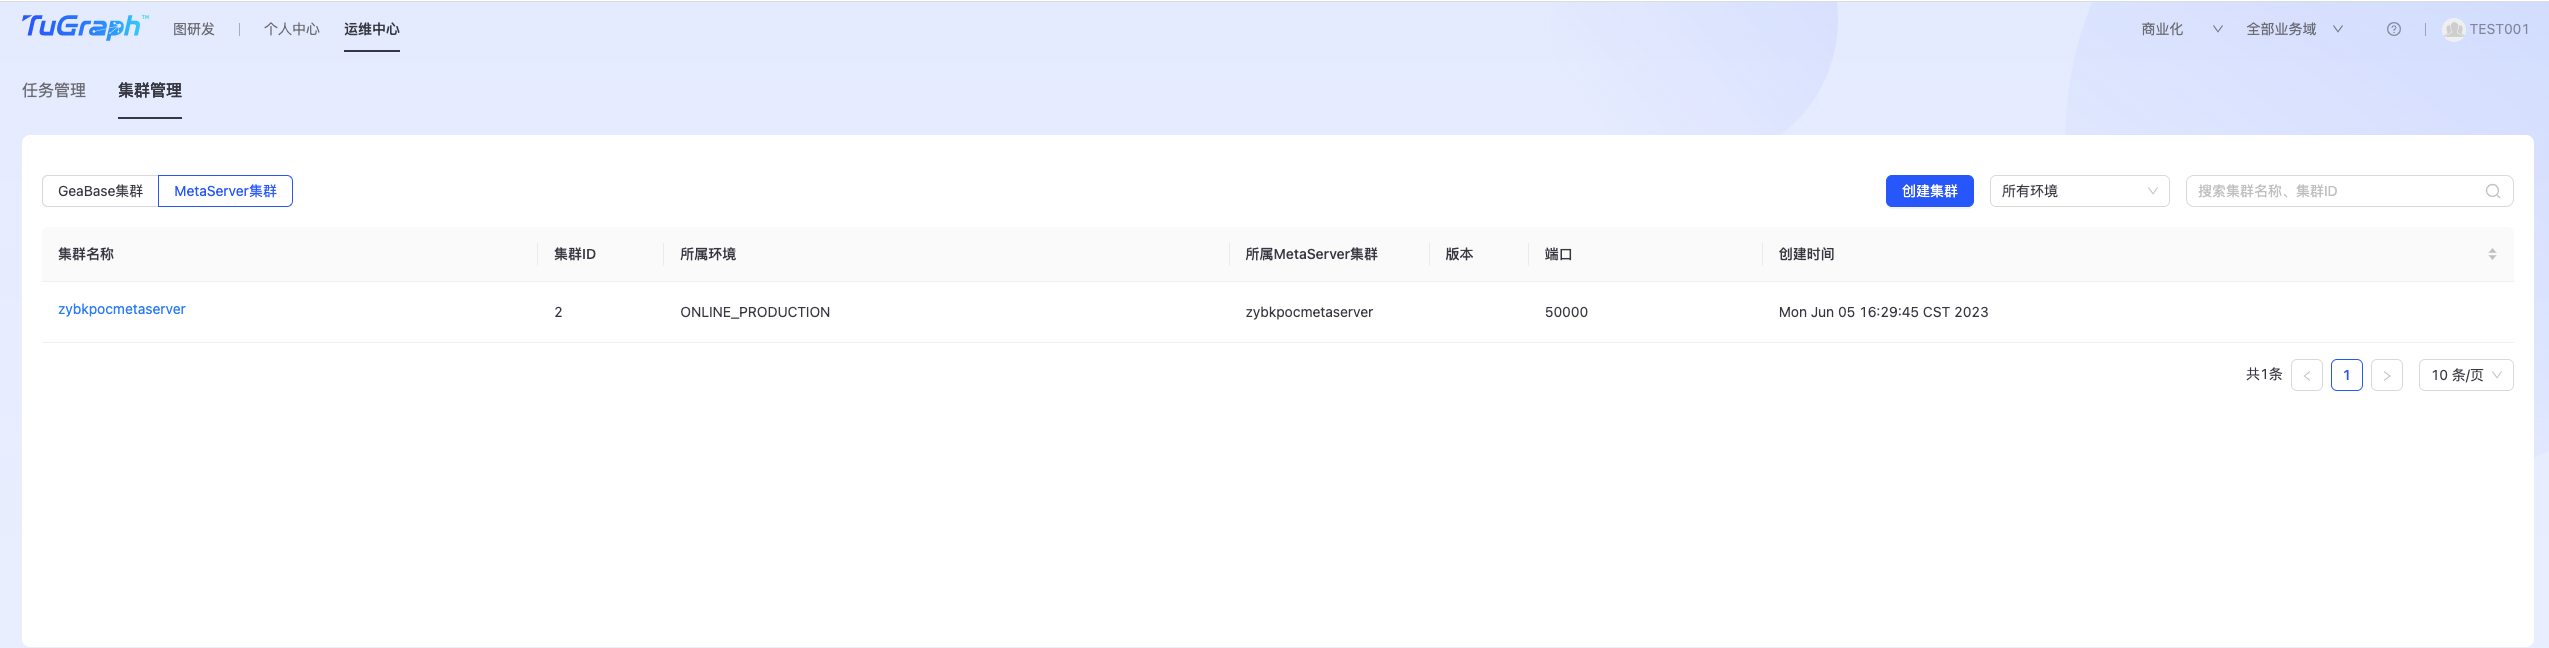 TuGraph™ 图研发 | 个人中心 运维中心 商业化 全部业务域 | TEST001
任务管理 集群管理
GeaBase集群 MetaServer集群 创建集群 所有环境 搜索集群名称、集群ID
集群名称 集群ID 所属环境 所属MetaServer集群 版本 端口 创建时间
zybkpocmetaserver 2 ONLINE_PRODUCTION zybkpocmetaserver 50000 Mon Jun 05 16:29:45 CST 2023
共1条 < 1 > 10 条/页